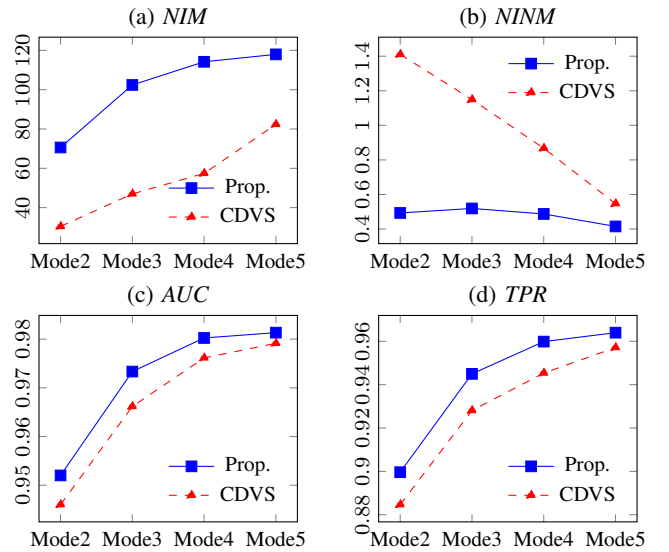 (a) NIM
120
100
80
60
40
Prop.
CDVS
Mode2 Mode3 Mode4 Mode5
(b) NINM
1.4
1.2
1
0.8
0.6
0.4
Prop.
CDVS
Mode2 Mode3 Mode4 Mode5
(c) AUC
0.98
0.97
0.96
0.95
Prop.
CDVS
Mode2 Mode3 Mode4 Mode5
(d) TPR
0.96
0.94
0.92
0.9
0.88
Prop.
CDVS
Mode2 Mode3 Mode4 Mode5